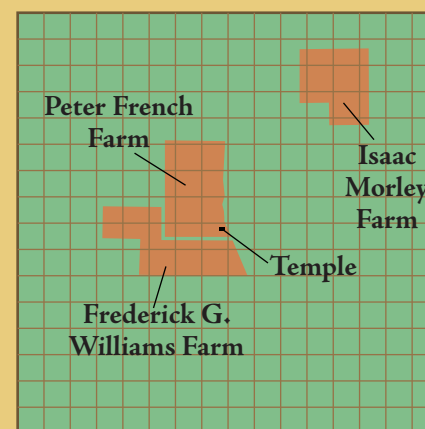 Peter French
Farm
Isaac
Morley
Farm
Temple
Frederick G.
Williams Farm